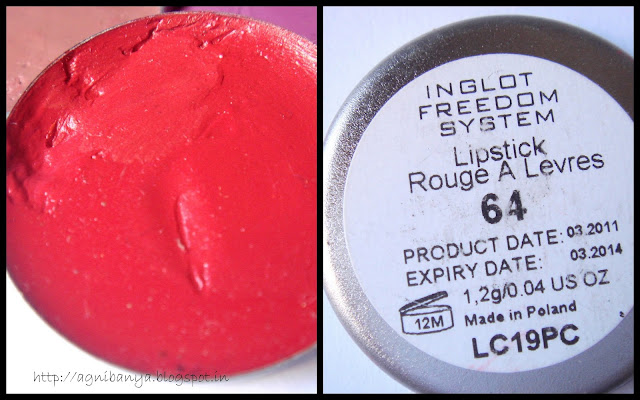 INGLOT
FREEDOM
SYSTEM
Lipstick
Rouge A Levres
64
PRODUCT DATE: 03.2011
EXPIRY DATE: 03.2014
1,2g/0.04 US OZ
12M Made in Poland
LC19PC
http://agnibanya.blogspot.in